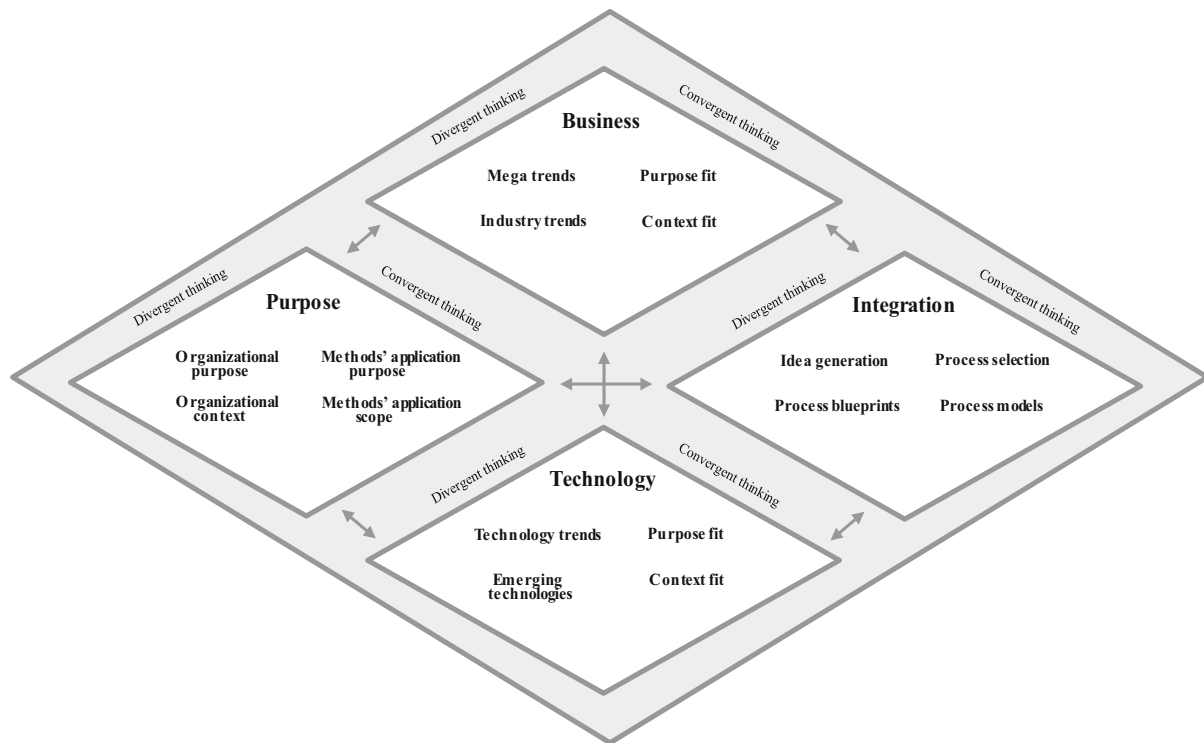 Divergent thinking
Convergent thinking
Business
Mega trends
Purpose fit
Industry trends
Context fit
Divergent thinking
Convergent thinking
Purpose
Organizational
purpose
Methods’ application
purpose
Organizational
context
Methods’ application
scope
Divergent thinking
Convergent thinking
Integration
Idea generation
Process selection
Process blueprints
Process models
Divergent thinking
Convergent thinking
Technology
Technology trends
Purpose fit
Emerging
technologies
Context fit